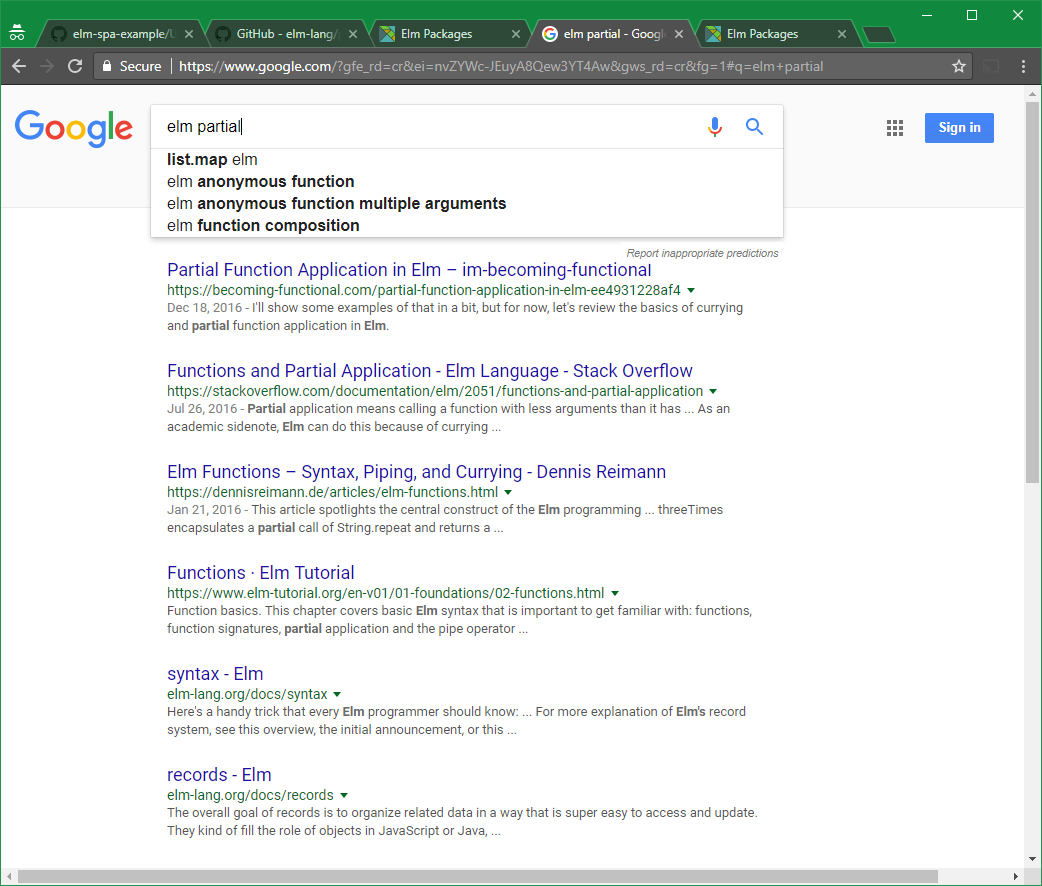 elm-spa-example/
GitHub - elm-lang/
Elm Packages
elm partial - Googl
Elm Packages
Secure
https://www.google.com/?gfe_rd=cr&ei=nvZYWc-JEuyA8Qew3YT4Aw&gws_rd=cr&fg=1#q=elm+partial
Google
elm partial
Sign in
list.map elm
elm anonymous function
elm anonymous function multiple arguments
elm function composition
Report inappropriate predictions
Partial Function Application in Elm – im-becoming-functional
https://becoming-functional.com/partial-function-application-in-elm-ee4931228af4
Dec 18, 2016 - I'll show some examples of that in a bit, but for now, let's review the basics of currying
and partial function application in Elm.
Functions and Partial Application - Elm Language - Stack Overflow
https://stackoverflow.com/documentation/elm/2051/functions-and-partial-application
Jul 26, 2016 - Partial application means calling a function with less arguments than it has ... As an
academic sidenote, Elm can do this because of currying ...
Elm Functions – Syntax, Piping, and Currying - Dennis Reimann
https://dennisreimann.de/articles/elm-functions.html
Jan 21, 2016 - This article spotlights the central construct of the Elm programming ... threeTimes
encapsulates a partial call of String.repeat and returns a ...
Functions · Elm Tutorial
https://www.elm-tutorial.org/en-v01/01-foundations/02-functions.html
Function basics. This chapter covers basic Elm syntax that is important to get familiar with: functions,
function signatures, partial application and the pipe operator ...
syntax - Elm
elm-lang.org/docs/syntax
Here's a handy trick that every Elm programmer should know: ... For more explanation of Elm's record
system, see this overview, the initial announcement, or this ...
records - Elm
elm-lang.org/docs/records
The overall goal of records is to organize related data in a way that is super easy to access and update.
They kind of fill the role of objects in JavaScript or Java, ...